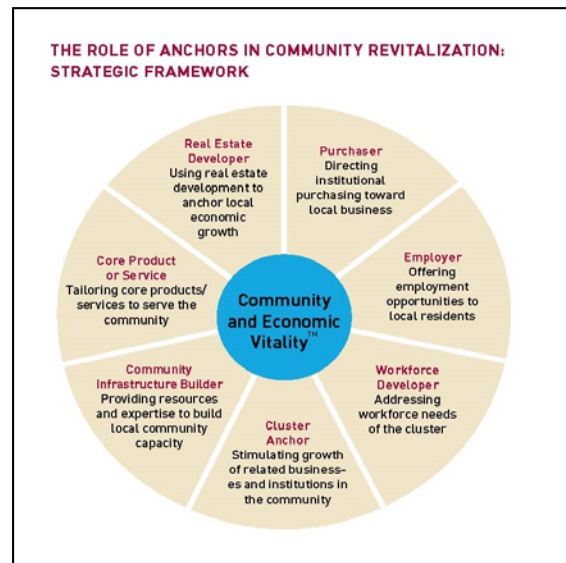 THE ROLE OF ANCHORS IN COMMUNITY REVITALIZATION:
STRATEGIC FRAMEWORK
Real Estate
Developer
Using real estate
development to
anchor local
economic
growth
Purchaser
Directing
institutional
purchasing toward
local business
Employer
Offering
employment
opportunities to
local residents
Workforce
Developer
Addressing
workforce needs
of the cluster
Cluster
Anchor
Stimulating growth
of related business-
es and institutions in
the community
Community
Infrastructure Builder
Providing resources
and expertise to build
local community
capacity
Core Product
or Service
Tailoring core products/
services to serve the
community
Community
and Economic
Vitality™